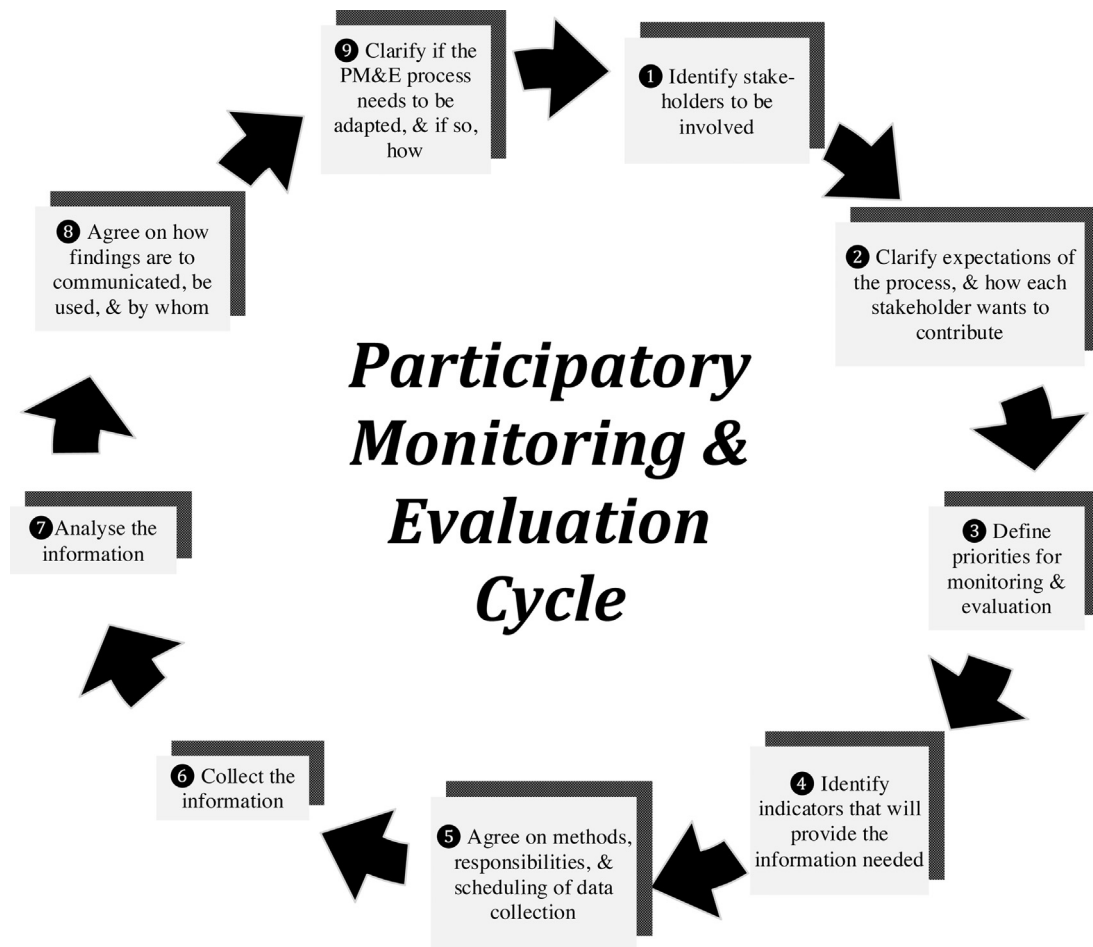 Participatory
Monitoring &
Evaluation
Cycle
❶ Identify stake-
holders to be
involved
❷ Clarify expectations of
the process, & how each
stakeholder wants to
contribute
❸ Define
priorities for
monitoring &
evaluation
❹ Identify
indicators that will
provide the
information needed
❺ Agree on methods,
responsibilities, &
scheduling of data
collection
❻ Collect the
information
❼Analyse the
information
❽ Agree on how
findings are to
communicated, be
used, & by whom
❾ Clarify if the
PM&E process
needs to be
adapted, & if so,
how